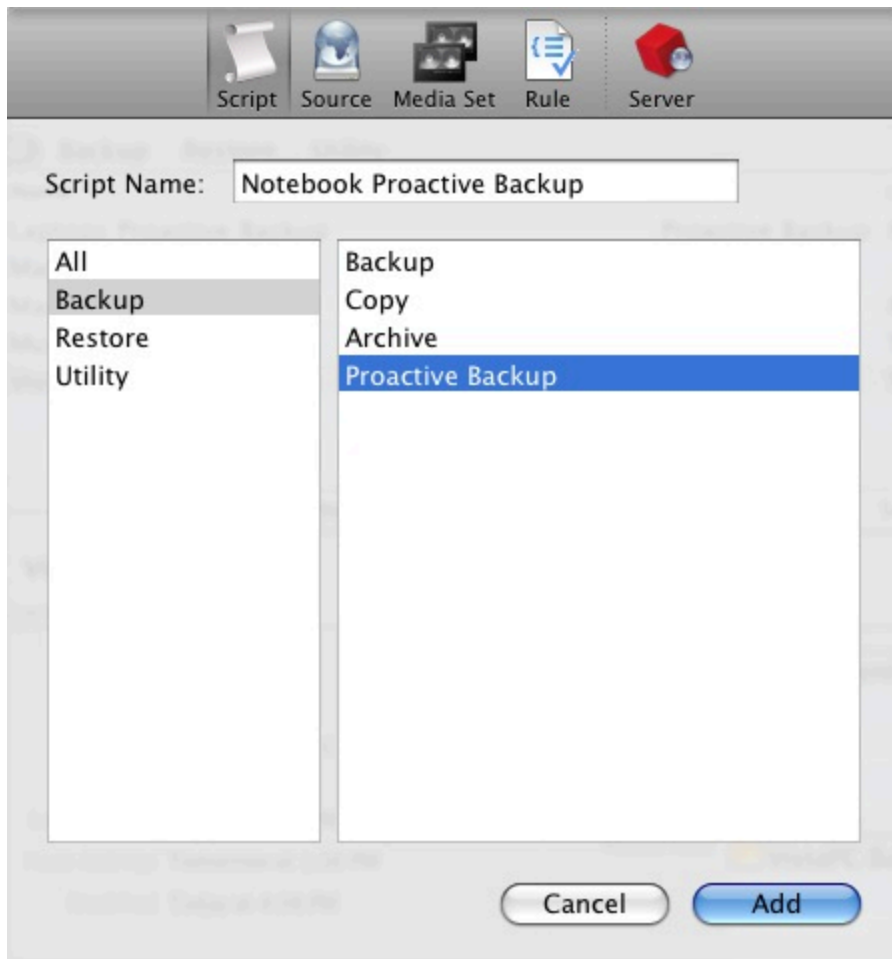 Script Source Media Set Rule Server
Script Name: Notebook Proactive Backup
All
Backup
Restore
Utility
Backup
Copy
Archive
Proactive Backup
Cancel Add